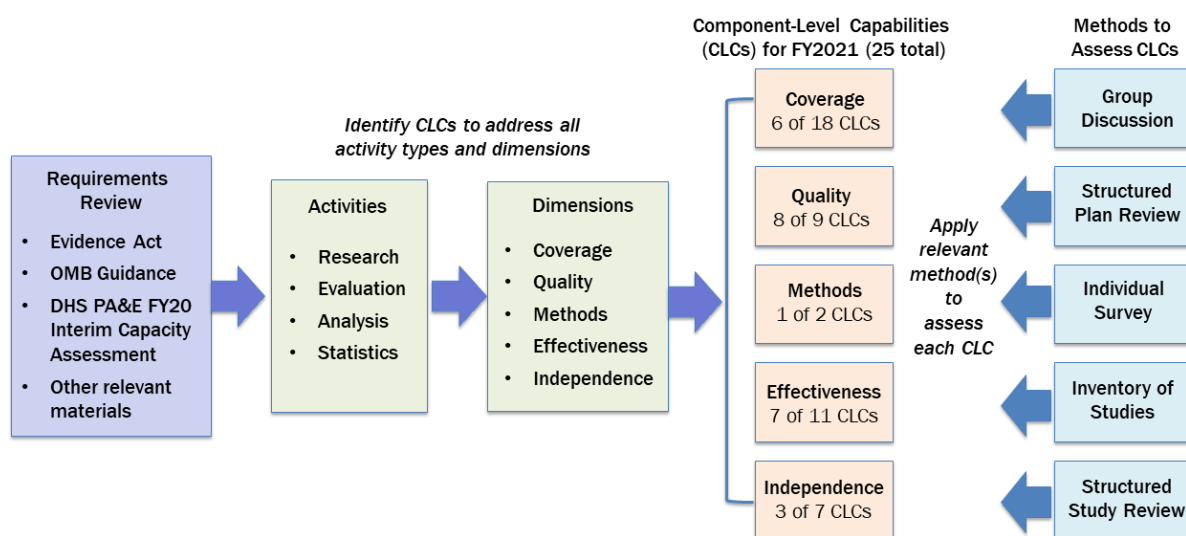 Component-Level Capabilities
(CLCs) for FY2021 (25 total)
Methods to
Assess CLCs
Identify CLCs to address all
activity types and dimensions
Requirements
Review
• Evidence Act
• OMB Guidance
• DHS PA&E FY20
Interim Capacity
Assessment
• Other relevant
materials
Activities
• Research
• Evaluation
• Analysis
• Statistics
Dimensions
• Coverage
• Quality
• Methods
• Effectiveness
• Independence
Coverage
6 of 18 CLCs
Quality
8 of 9 CLCs
Methods
1 of 2 CLCs
Effectiveness
7 of 11 CLCs
Independence
3 of 7 CLCs
Apply
relevant
method(s)
to
assess
each CLC
Group
Discussion
Structured
Plan Review
Individual
Survey
Inventory of
Studies
Structured
Study Review